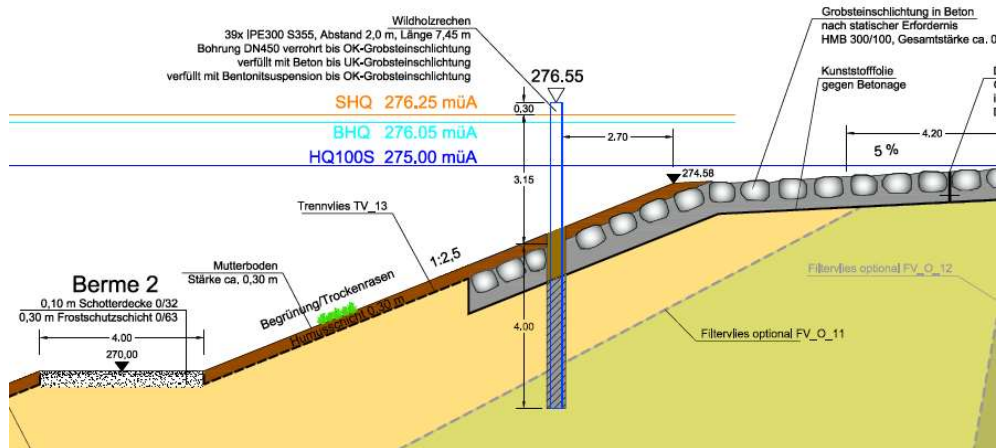 Wildholzrechen
39x IPE300 S355, Abstand 2,0 m, Länge 7,45 m
Bohrung DN450 verrohrt bis OK-Grobsteinschlichtung
verfüllt mit Beton bis UK-Grobsteinschlichtung
verfüllt mit Bentonitsuspension bis OK-Grobsteinschlichtung
276.55
Grobsteinschlichtung in Beton
nach statischer Erfordernis
HMB 300/100, Gesamtstärke ca. 0
Kunststofffolie
gegen Betonage
SHQ 276.25 müA
BHQ 276.05 müA
HQ100S 275.00 müA
0,30
2.70
4.20
5 %
3.15
274.58
Trennvlies TV_13
1:2,5
Mutterboden
Stärke ca, 0,30 m
Begrünung/Trockenrasen
Humusschicht 0,30 m
Berme 2
0,10 m Schotterdecke 0/32
0,30 m Frostschutzschicht 0/63
4.00
270,00
4.00
Filtervlies optional FV_O_12
Filtervlies optional FV_O_11